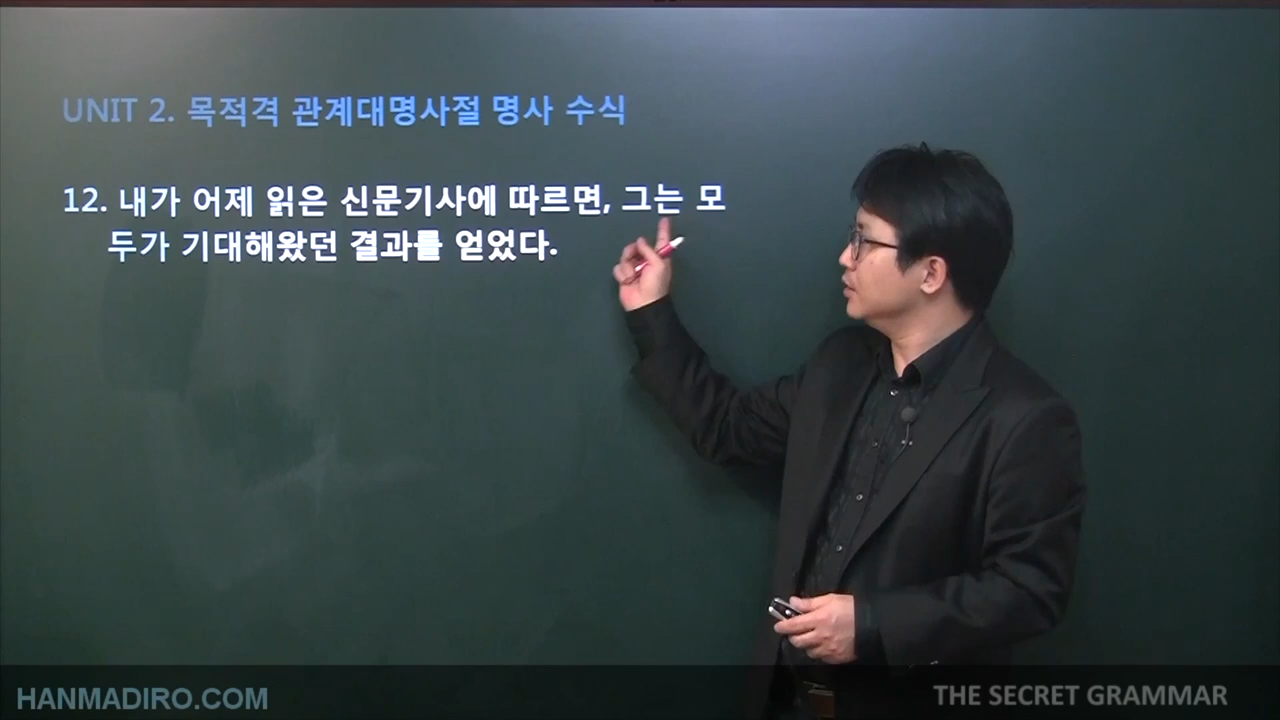 UNIT 2. 목적격 관계대명사절 명사 수식
12. 내가 어제 읽은 신문기사에 따르면, 그는 모
두가 기대해왔던 결과를 얻었다.
HANMADIRO.COM
THE SECRET GRAMMAR